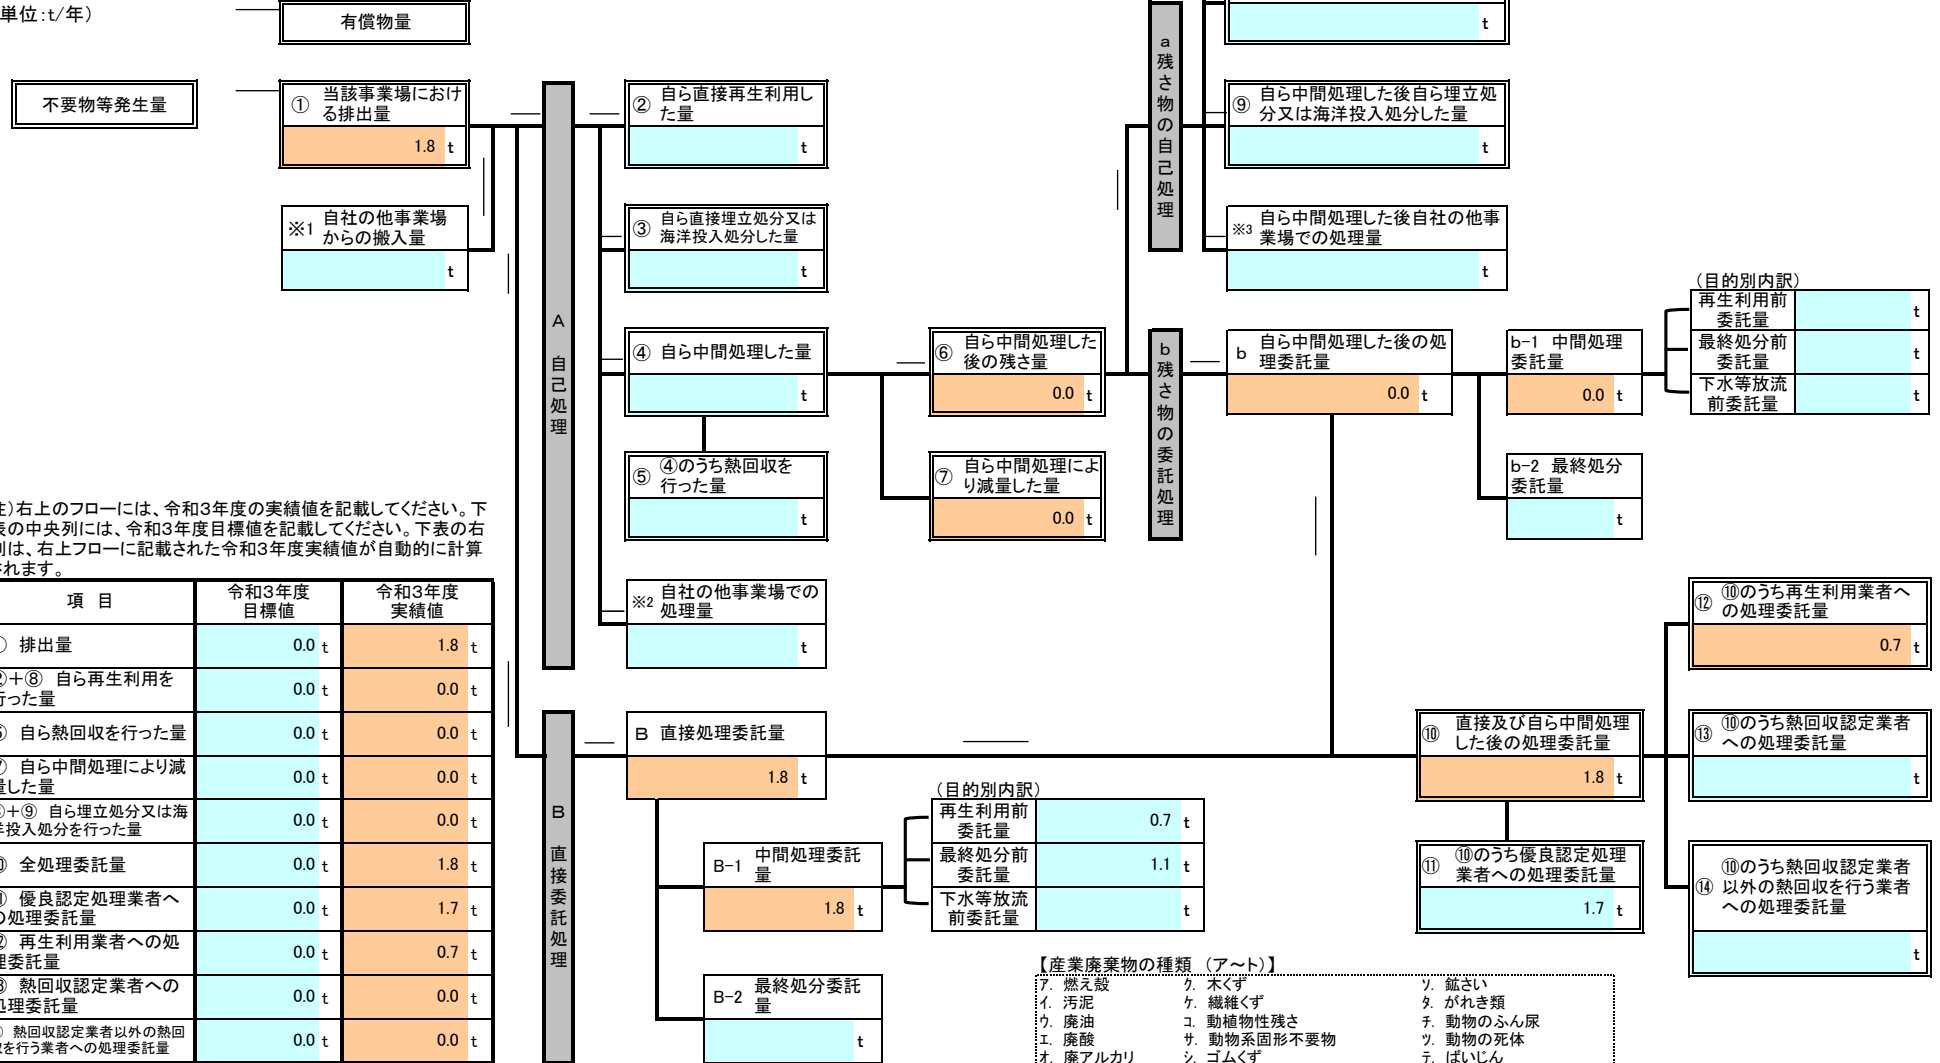 単位:t/年)
有償物量
不要物等発生量
① 当該事業場におけ
る排出量
1.8 t
※1 自社の他事業場
からの搬入量
t
A 自己処理
② 自ら直接再生利用し
た量
t
③ 自ら直接埋立処分又は
海洋投入処分した量
t
④ 自ら中間処理した量
t
⑤ ④のうち熱回収を
行った量
t
※2 自社の他事業場での
処理量
t
⑥ 自ら中間処理した
後の残さ量
0.0 t
⑦ 自ら中間処理によ
り減量した量
0.0 t
a 残さ物の自己処理
t
⑨ 自ら中間処理した後自ら埋立処
分又は海洋投入処分した量
t
※3 自ら中間処理した後自社の他事
業場での処理量
t
b 残さ物の委託処理
b 自ら中間処理した後の処
理委託量
0.0 t
b-1 中間処理
委託量
0.0 t
b-2 最終処分
委託量
t
(目的別内訳)
再生利用前
委託量 t
最終処分前
委託量 t
下水等放流
前委託量 t
注)右上のフローには、令和3年度の実績値を記載してください。下
表の中央列には、令和3年度目標値を記載してください。下表の右
列は、右上フローに記載された令和3年度実績値が自動的に計算
されます。
項 目 令和3年度 目標値 令和3年度 実績値
① 排出量 0.0 t 1.8 t
②+⑧ 自ら再生利用を
行った量 0.0 t 0.0 t
⑤ 自ら熱回収を行った量 0.0 t 0.0 t
⑦ 自ら中間処理により減
量した量 0.0 t 0.0 t
③+⑨ 自ら埋立処分又は海
洋投入処分を行った量 0.0 t 0.0 t
⑩ 全処理委託量 0.0 t 1.8 t
⑪ 優良認定処理業者へ
の処理委託量 0.0 t 1.7 t
⑫ 再生利用業者への処
理委託量 0.0 t 0.7 t
⑬ 熱回収認定業者への
処理委託量 0.0 t 0.0 t
⑭ 熱回収認定業者以外の熱回
収を行う業者への処理委託量 0.0 t 0.0 t
B 直接委託処理
B 直接処理委託量
1.8 t
B-1 中間処理委託
量
1.8 t
B-2 最終処分委託
量
t
(目的別内訳)
再生利用前
委託量 0.7 t
最終処分前
委託量 1.1 t
下水等放流
前委託量 t
⑩ 直接及び自ら中間処理
した後の処理委託量
1.8 t
⑪ ⑩のうち優良認定処理
業者への処理委託量
1.7 t
⑫ ⑩のうち再生利用業者へ
の処理委託量
0.7 t
⑬ ⑩のうち熱回収認定業者
への処理委託量
t
⑭ ⑩のうち熱回収認定業者
以外の熱回収を行う業者
への処理委託量
t
【産業廃棄物の種類 (ア~ト)】
ア. 燃え殻 ク. 木くず ソ. 鉱さい
イ. 汚泥 ケ. 繊維くず タ. がれき類
ウ. 廃油 コ. 動植物性残さ チ. 動物のふん尿
エ. 廃酸 サ. 動物系固形不要物 ツ. 動物の死体
オ. 廃アルカリ シ. ゴムくず テ. ばいじん